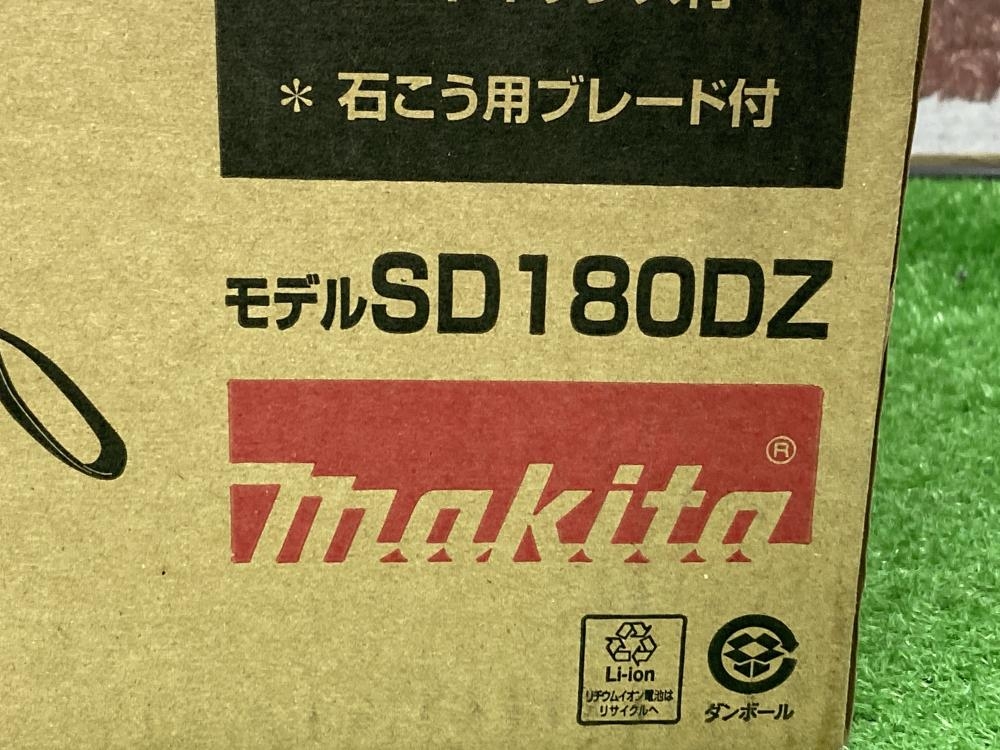 * 石こう用ブレード付
モデルSD180DZ
makita®
Li-ion
リチウムイオン電池は
リサイクルへ
ダンボール